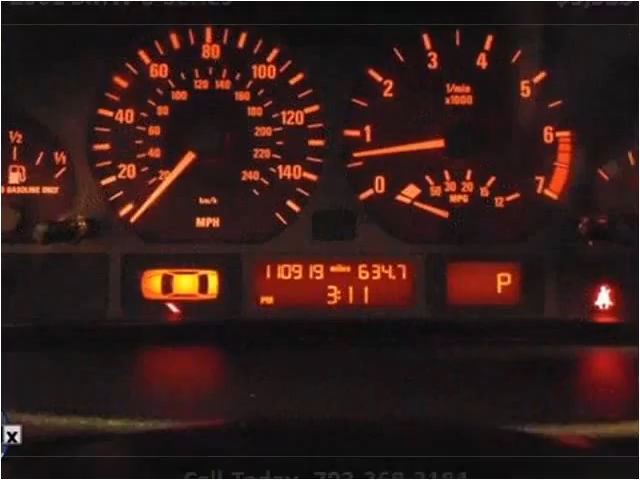 80
60 100
120 140
100 160
40 80 180 120
60 200
40 220
20 20 240 140
km/h
MPH
3 4
2 5
1/min
x1000
1 6
0 7
50 30 20 15 12
MPG
1/2 1/1
GASOLINE ONLY
110919 miles 634.7
PM 3:11
P
x
Call Today